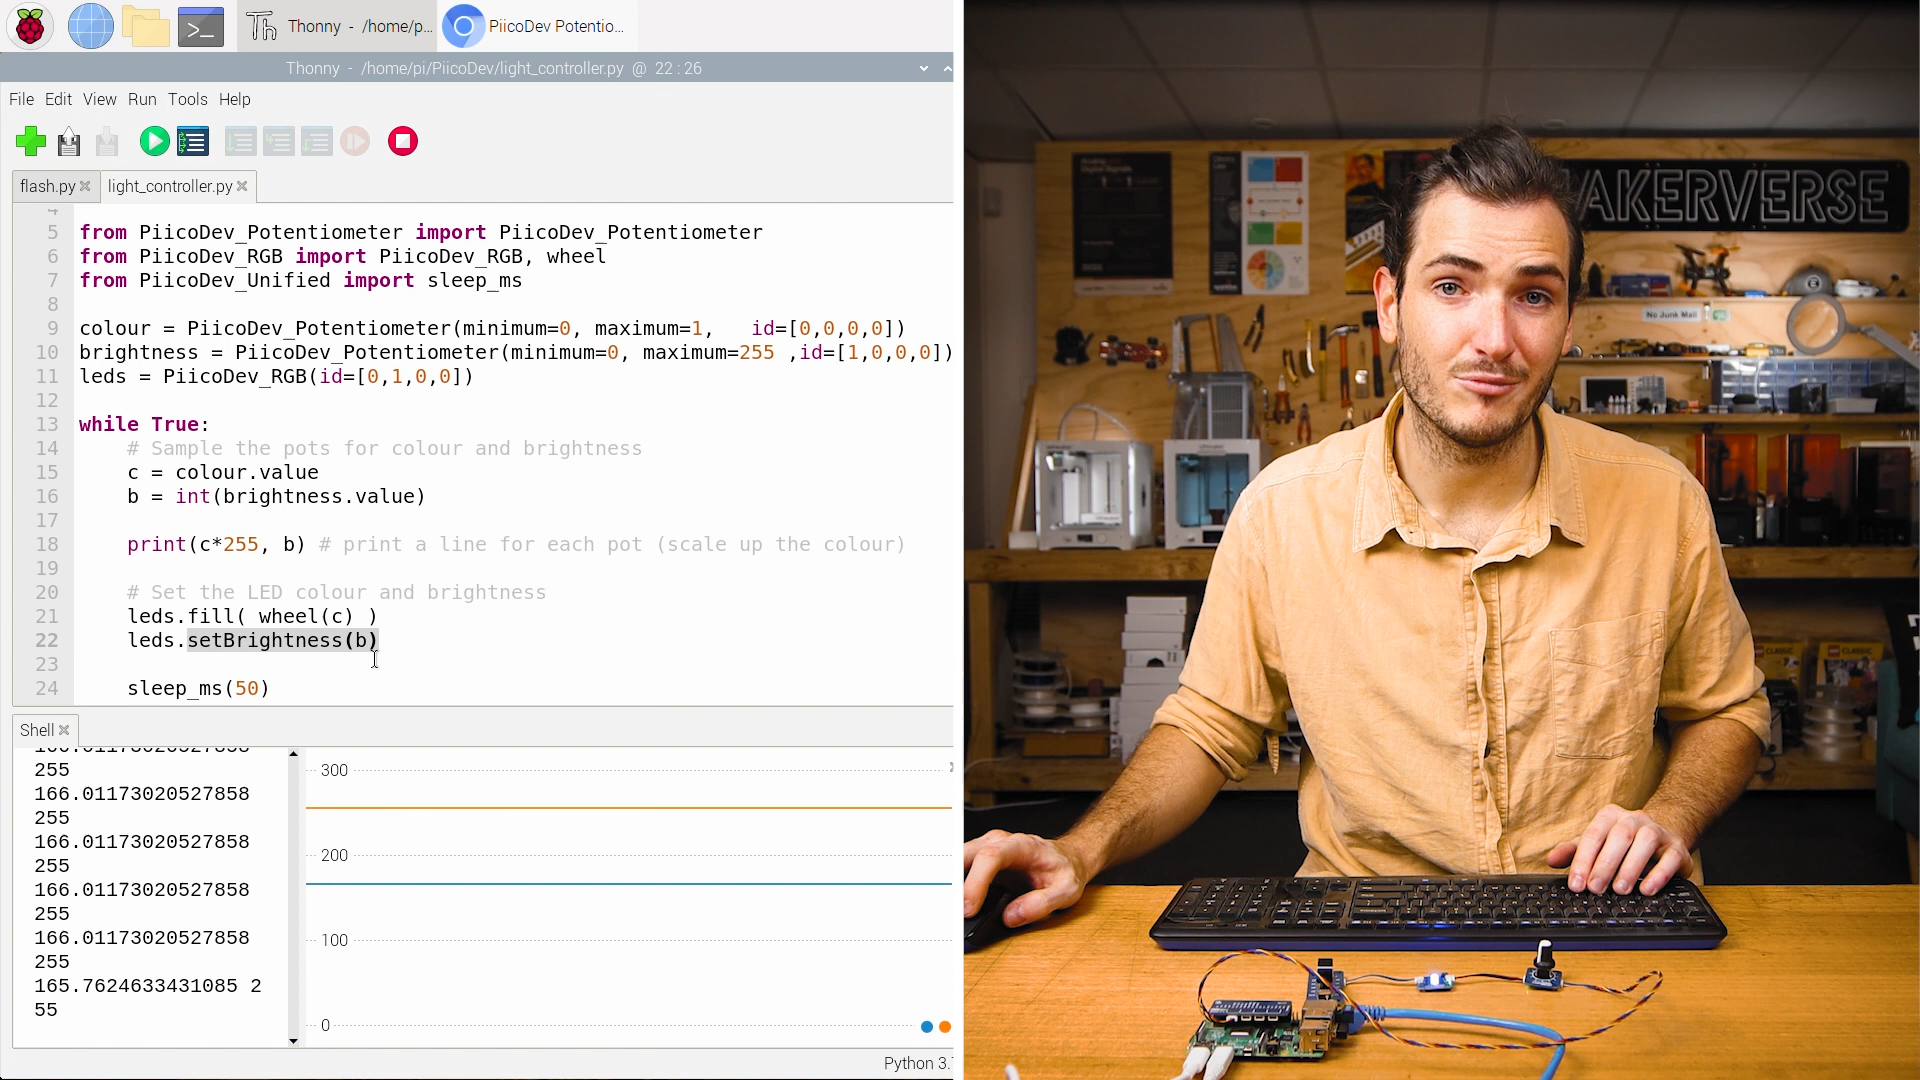 Thonny - /home/p...
PiicoDev Potentio...
Thonny - /home/pi/PiicoDev/light_controller.py @ 22 : 26
File Edit View Run Tools Help
flash.py
light_controller.py
5 from PiicoDev_Potentiometer import PiicoDev_Potentiometer
6 from PiicoDev_RGB import PiicoDev_RGB, wheel
7 from PiicoDev_Unified import sleep_ms
8
9 colour = PiicoDev_Potentiometer(minimum=0, maximum=1,   id=[0,0,0,0])
10 brightness = PiicoDev_Potentiometer(minimum=0, maximum=255 ,id=[1,0,0,0])
11 leds = PiicoDev_RGB(id=[0,1,0,0])
12
13 while True:
14     # Sample the pots for colour and brightness
15     c = colour.value
16     b = int(brightness.value)
17
18     print(c*255, b) # print a line for each pot (scale up the colour)
19
20     # Set the LED colour and brightness
21     leds.fill( wheel(c) )
22     leds.setBrightness(b)
23
24     sleep_ms(50)
Shell
255
166.01173020527858
255
166.01173020527858
255
166.01173020527858
255
166.01173020527858
255
165.7624633431085 2
55
300
200
100
0
Python 3.
AKERVERSE
No Junk Mail
CLASSIC
CLASSIC